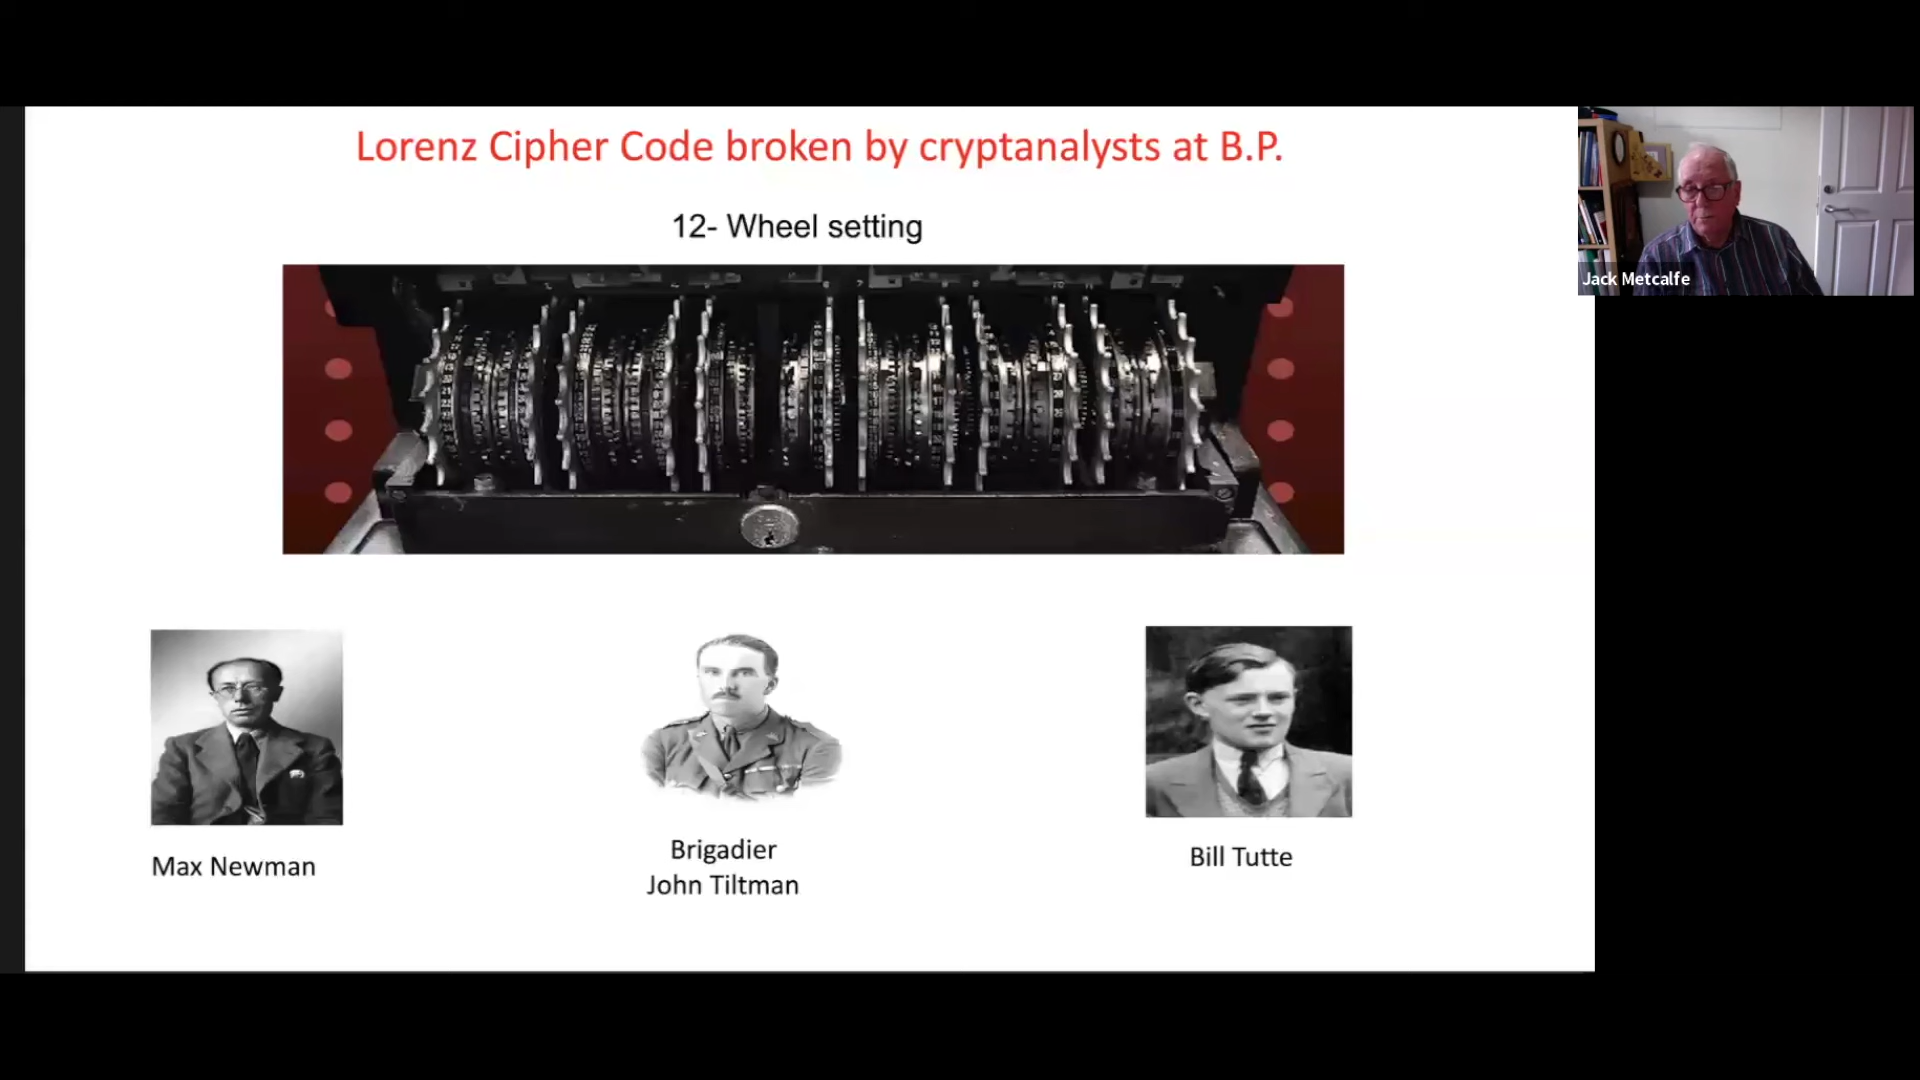 Lorenz Cipher Code broken by cryptanalysts at B.P.
12- Wheel setting
Jack Metcalfe
Max Newman
Brigadier
John Tiltman
Bill Tutte